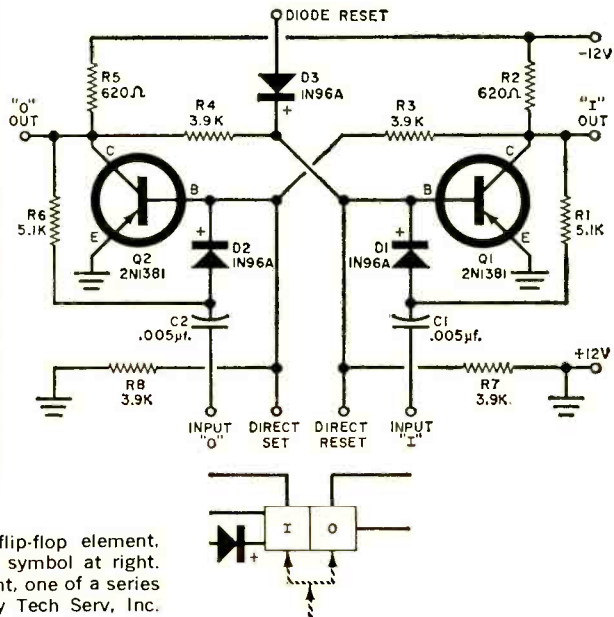 DIODE RESET
-12V
R5
620Ω
R4
3.9K
D3
IN96A
R3
3.9K
R2
620Ω
"O"
OUT
"I"
OUT
C
B
E
R6
5.1K
Q2
2N1381
D2
IN96A
C2
.005µf.
C
B
E
R1
5.1K
Q1
2N1381
D1
IN96A
C1
.005µf.
+12V
R8
3.9K
R7
3.9K
INPUT
"O"
DIRECT
SET
DIRECT
RESET
INPUT
"I"
I O
flip-flop element,
symbol at right.
nt, one of a series
y Tech Serv, Inc.
+
+
+
+